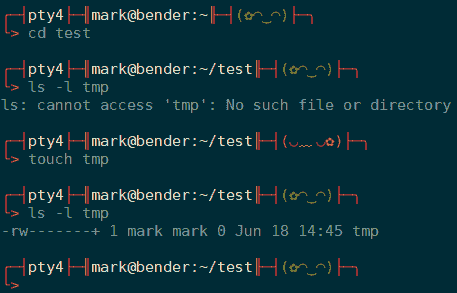 ┌─┤pty4├─╢mark@bender:~╟─┤(✿◠‿◠)├─╮
└> cd test
┌─┤pty4├─╢mark@bender:~/test╟─┤(✿◠‿◠)├─╮
└> ls -l tmp
ls: cannot access 'tmp': No such file or directory
┌─┤pty4├─╢mark@bender:~/test╟─┤(◡﹏◡✿)├─╮
└> touch tmp
┌─┤pty4├─╢mark@bender:~/test╟─┤(✿◠‿◠)├─╮
└> ls -l tmp
-rw-------+ 1 mark mark 0 Jun 18 14:45 tmp
┌─┤pty4├─╢mark@bender:~/test╟─┤(✿◠‿◠)├─╮
└>